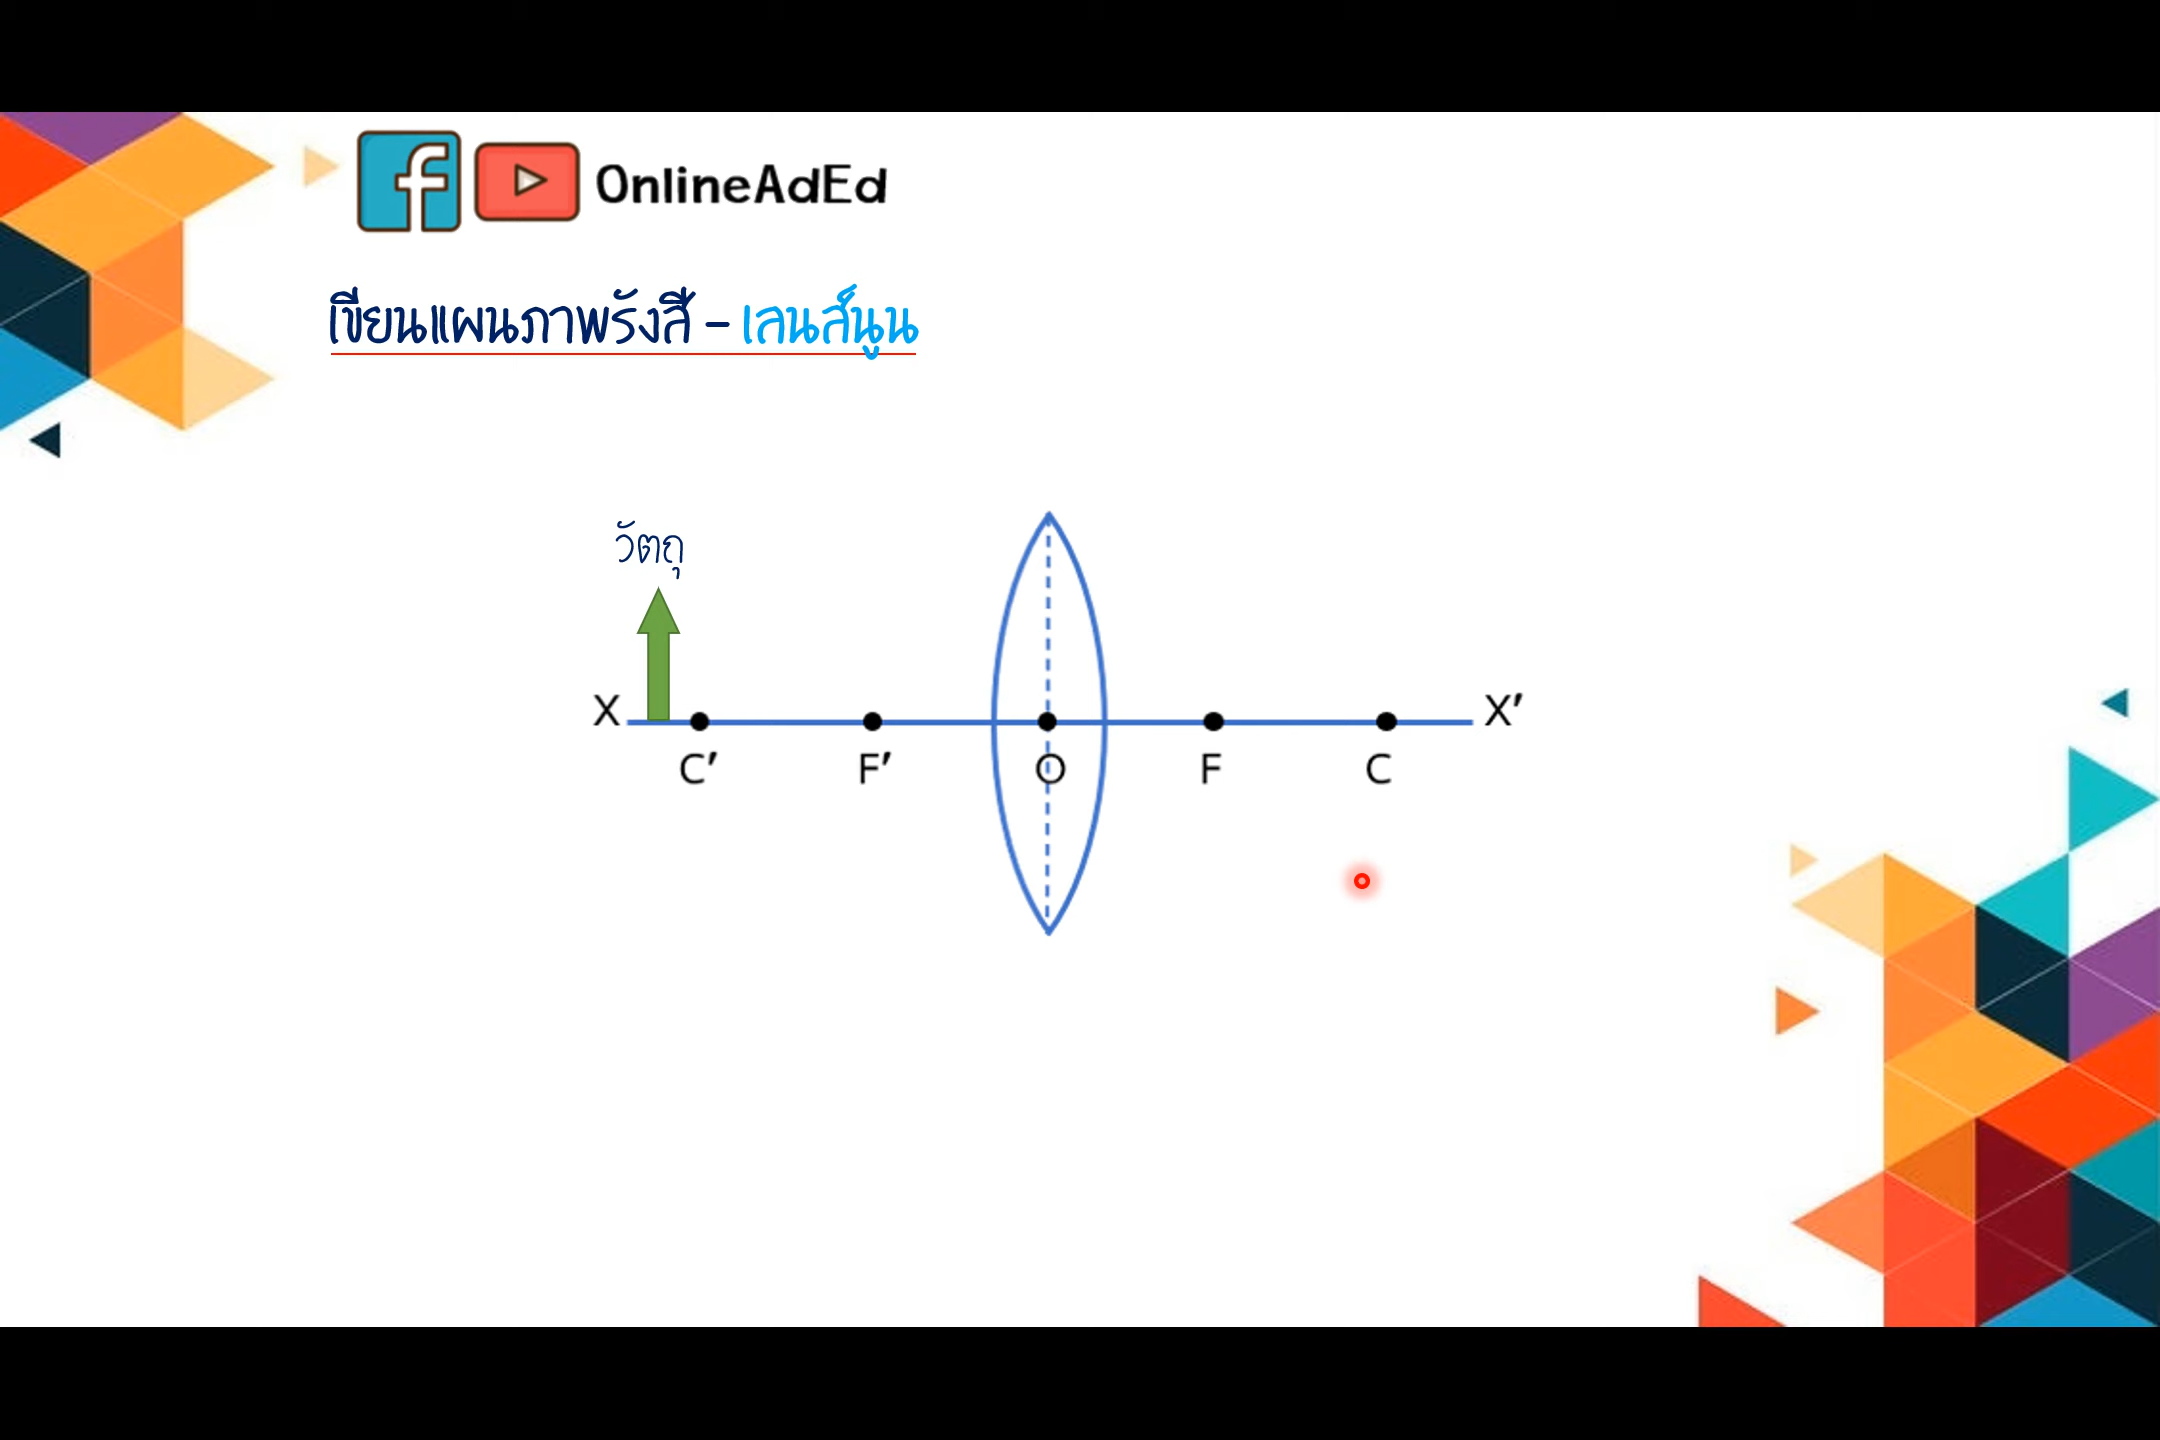 OnlineAdEd
เขียนแผนภาพรังสี - เลนส์นูน
วัตถุ
X X′
C′ F′ O F C